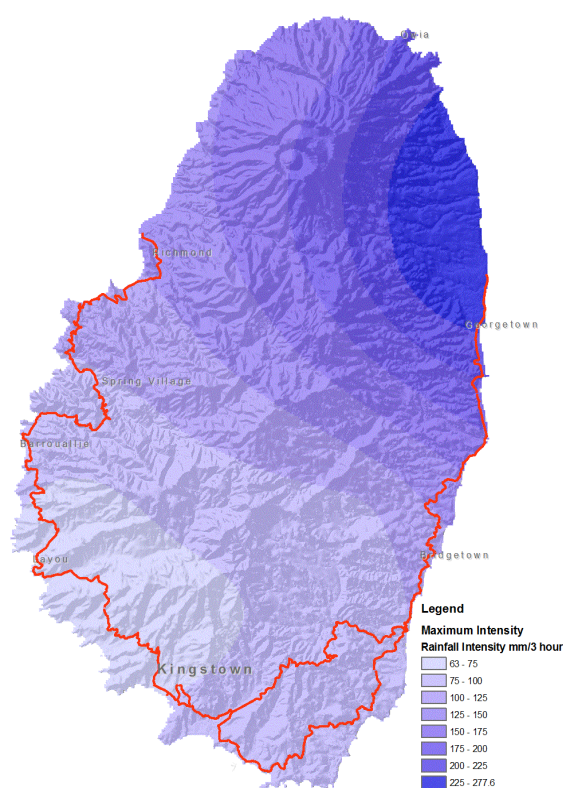 Owia
Richmond
Georgetown
Spring Village
Barrouallie
Layou
Bridgetown
Kingstown
Legend
Maximum Intensity
Rainfall Intensity mm/3 hour
63 - 75
75 - 100
100 - 125
125 - 150
150 - 175
175 - 200
200 - 225
225 - 277.6